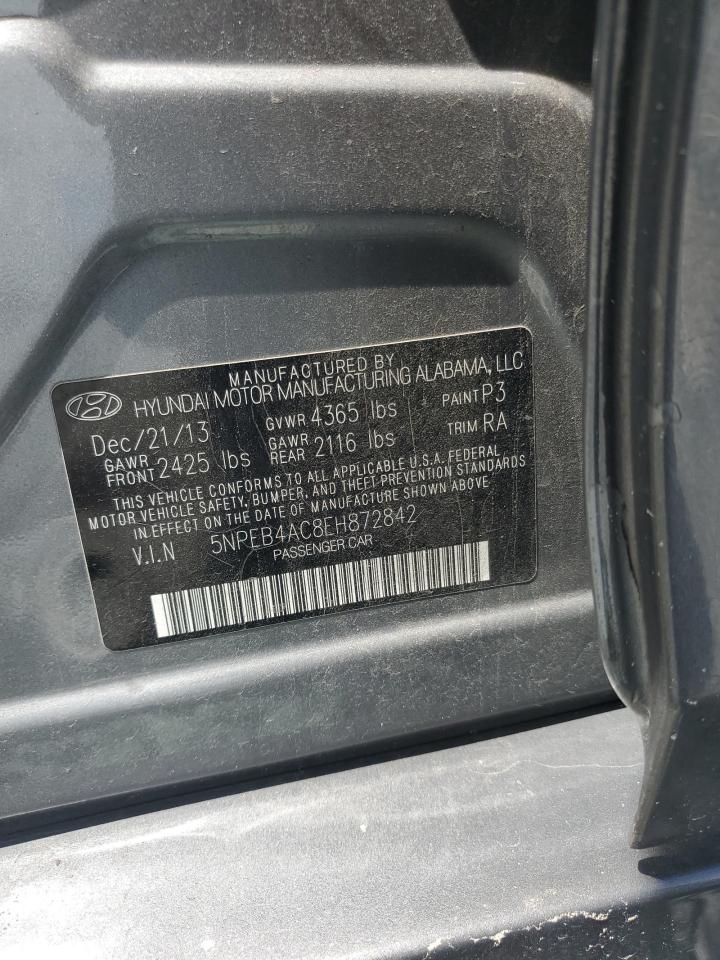 MANUFACTURED BY
HYUNDAI MOTOR MANUFACTURING ALABAMA, LLC
Dec/21/13 GVWR 4365 lbs PAINT P3
GAWR FRONT 2425 lbs GAWR REAR 2116 lbs TRIM RA
THIS VEHICLE CONFORMS TO ALL APPLICABLE U.S.A. FEDERAL
MOTOR VEHICLE SAFETY, BUMPER, AND THEFT PREVENTION STANDARDS
IN EFFECT ON THE DATE OF MANUFACTURE SHOWN ABOVE
V.I.N 5NPEB4AC8EH872842
PASSENGER CAR